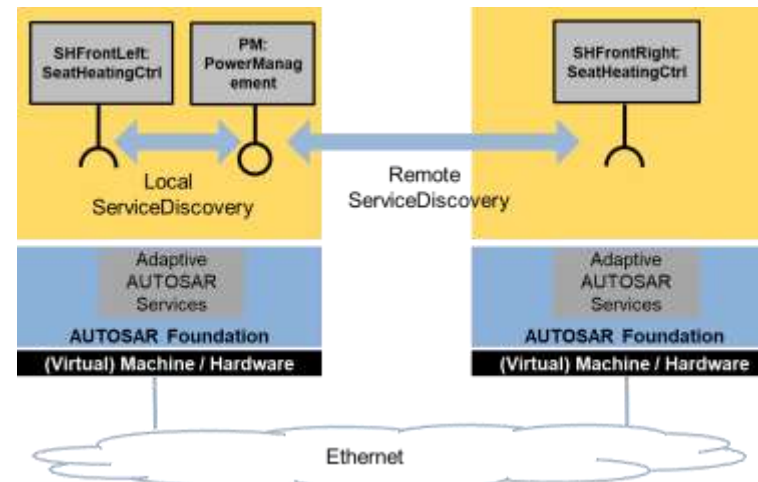 SHFrontLeft:
SeatHeatingCtrl
PM:
PowerManag
ement
SHFrontRight:
SeatHeatingCtrl
Local
ServiceDiscovery
Remote
ServiceDiscovery
Adaptive
AUTOSAR
Services
AUTOSAR Foundation
(Virtual) Machine / Hardware
Adaptive
AUTOSAR
Services
AUTOSAR Foundation
(Virtual) Machine / Hardware
Ethernet